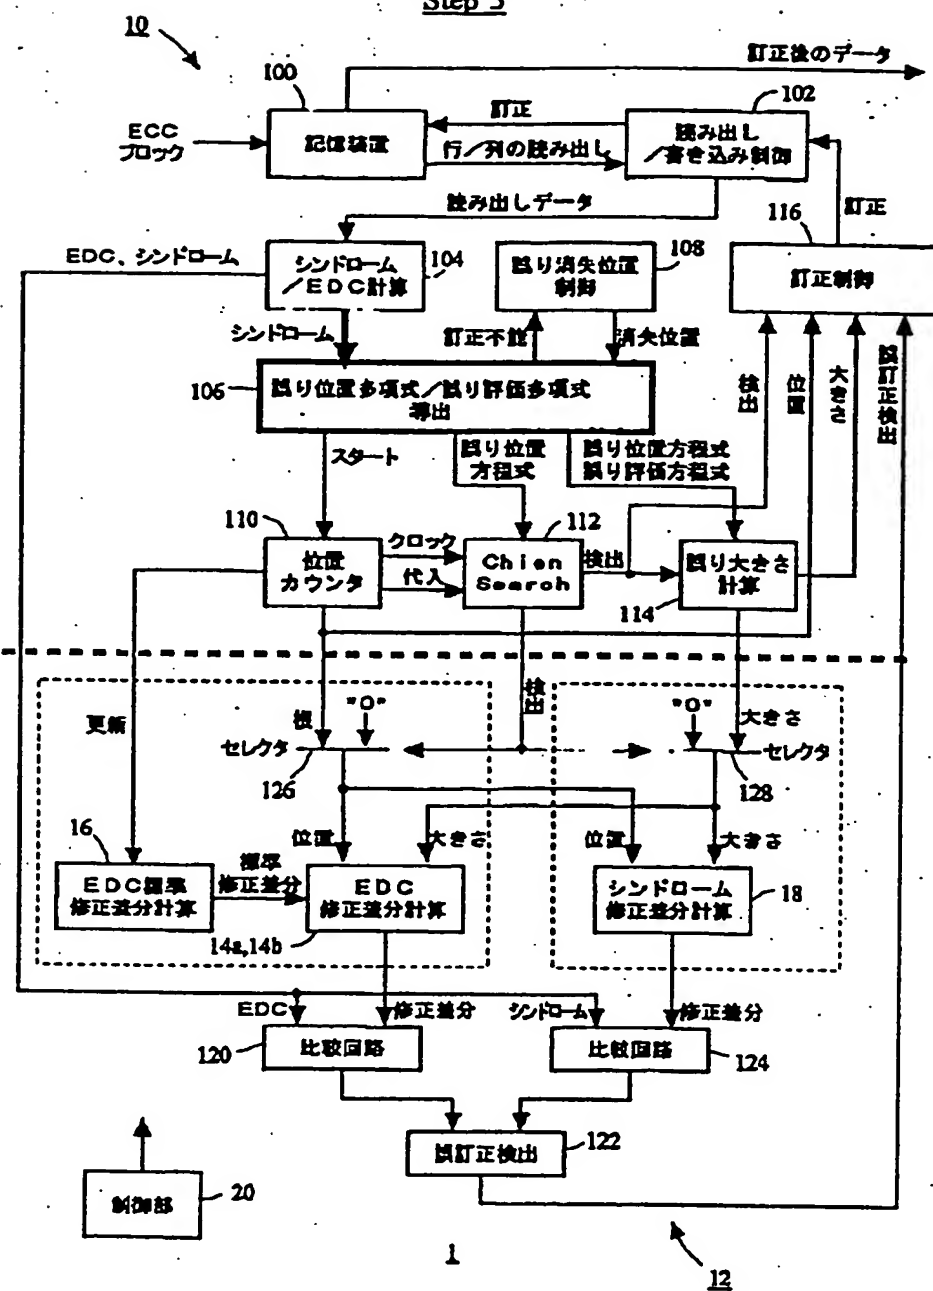 Step 3
10
訂正後のデータ
100
102
ECC
ブロック
記憶装置
訂正
行/列の読み出し
読み出し
/書き込み制御
読み出しデータ
116
訂正
EDC、シンドローム
シンドローム
/EDC計算
104
誤り消失位置
制御
108
訂正制御
シンドローム
訂正不能
消失位置
106
誤り位置多項式/誤り評価多項式
導出
検出
位置
大きさ
誤訂正検出
スタート
誤り位置
方程式
誤り位置方程式
誤り評価方程式
110
112
位置
カウンタ
クロック
代入
Chien
Search
検出
誤り大きさ
計算
114
更新
根
"0"
検出
"0"
大きさ
セレクタ
セレクタ
126
128
位置
大きさ
位置
大きさ
16
標準
修正差分
EDC標準
修正差分計算
EDC
修正差分計算
シンドローム
修正差分計算
18
14a,14b
EDC
修正差分
シンドローム
修正差分
120
比較回路
比較回路
124
誤訂正検出
122
制御部
20
1
12